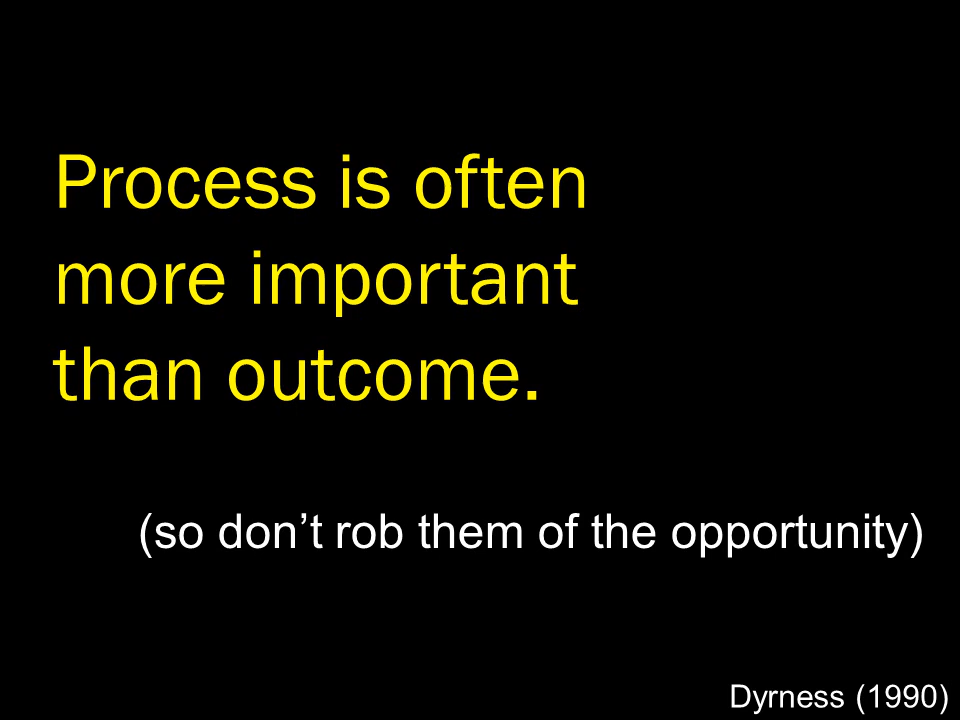 Process is often
more important
than outcome.
(so don’t rob them of the opportunity)
Dyrness (1990)